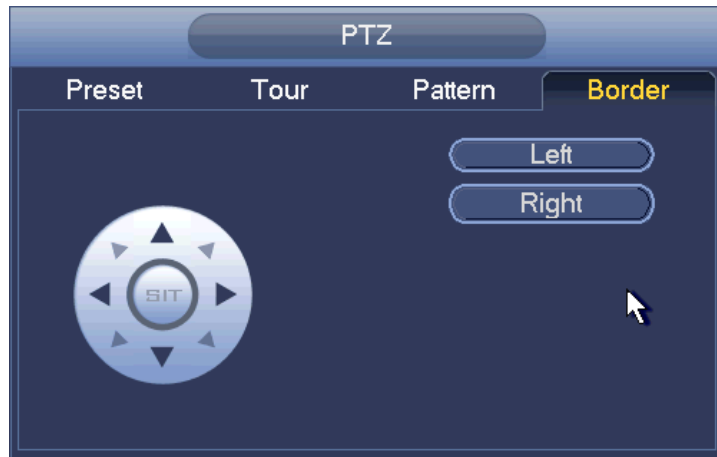 PTZ
Preset Tour Pattern Border
Left
Right
SIT